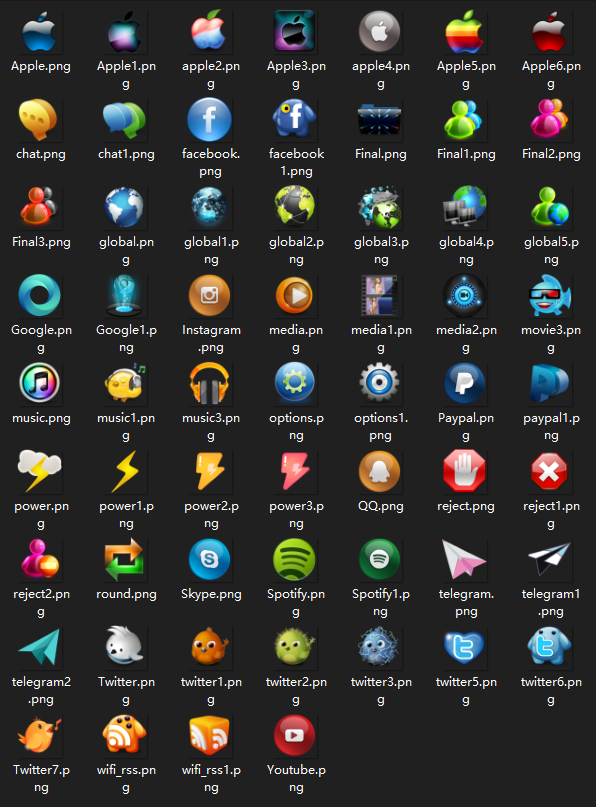 Apple.png
Apple1.pn
g
apple2.pn
g
Apple3.pn
g
apple4.pn
g
Apple5.pn
g
Apple6.pn
g
chat.png
chat1.png
facebook.
png
facebook
1.png
Final.png
Final1.png
Final2.png
Final3.png
global.pn
g
global1.pn
g
global2.pn
g
global3.pn
g
global4.pn
g
global5.pn
g
Google.pn
g
Google1.p
ng
Instagram
.png
media.pn
g
media1.pn
g
media2.pn
g
movie3.pn
g
music.png
music1.pn
g
music3.pn
g
options.p
ng
options1.
png
Paypal.pn
g
paypal1.p
ng
power.pn
g
power1.p
ng
power2.p
ng
power3.p
ng
QQ.png
reject.png
reject1.pn
g
reject2.pn
g
round.png
Skype.png
Spotify.pn
g
Spotify1.p
ng
telegram.
png
telegram1
.png
telegram2
.png
Twitter.pn
g
twitter1.p
ng
twitter2.p
ng
twitter3.p
ng
twitter5.p
ng
twitter6.p
ng
Twitter7.p
ng
wifi_rss.pn
g
wifi_rss1.p
ng
Youtube.p
ng